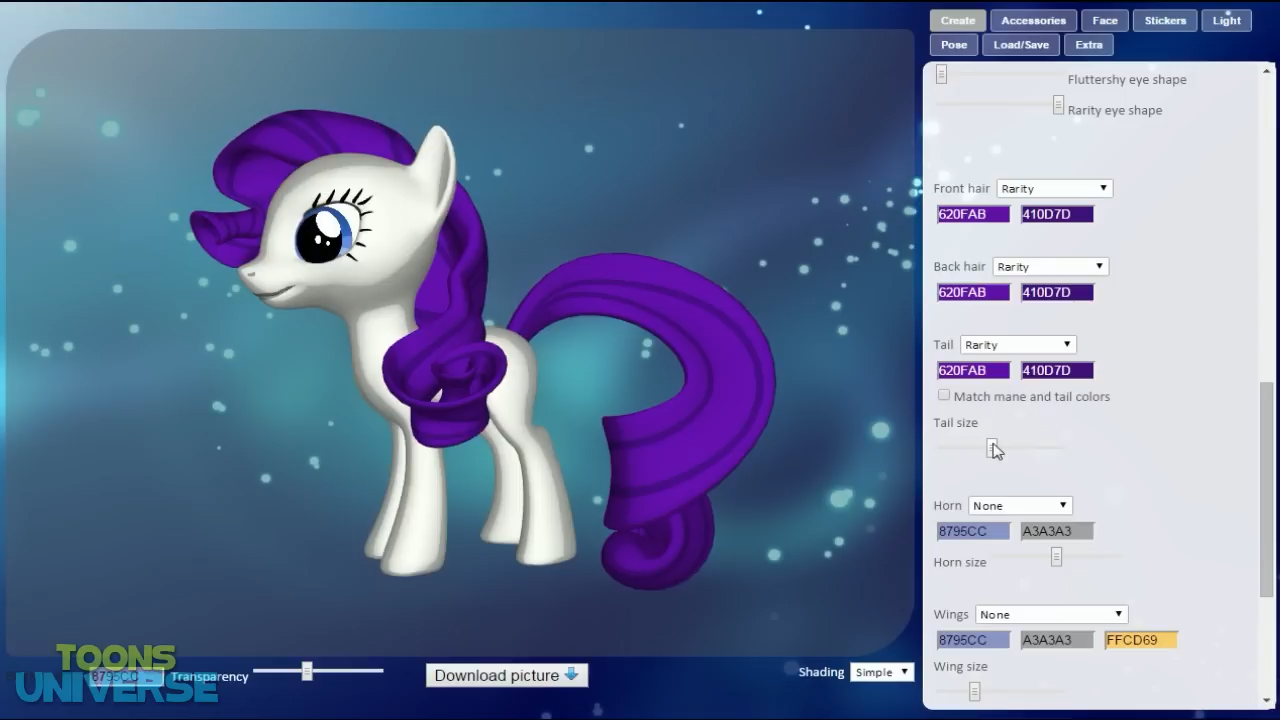 Create Accessories Face Stickers Light
Pose Load/Save Extra
Fluttershy eye shape
Rarity eye shape
Front hair Rarity
620FAB 410D7D
Back hair Rarity
620FAB 410D7D
Tail Rarity
620FAB 410D7D
Match mane and tail colors
Tail size
Horn None
8795CC A3A3A3
Horn size
Wings None
8795CC A3A3A3 FFCD69
Wing size
8795CC Transparency Download picture Shading Simple
TOONS
UNIVERSE